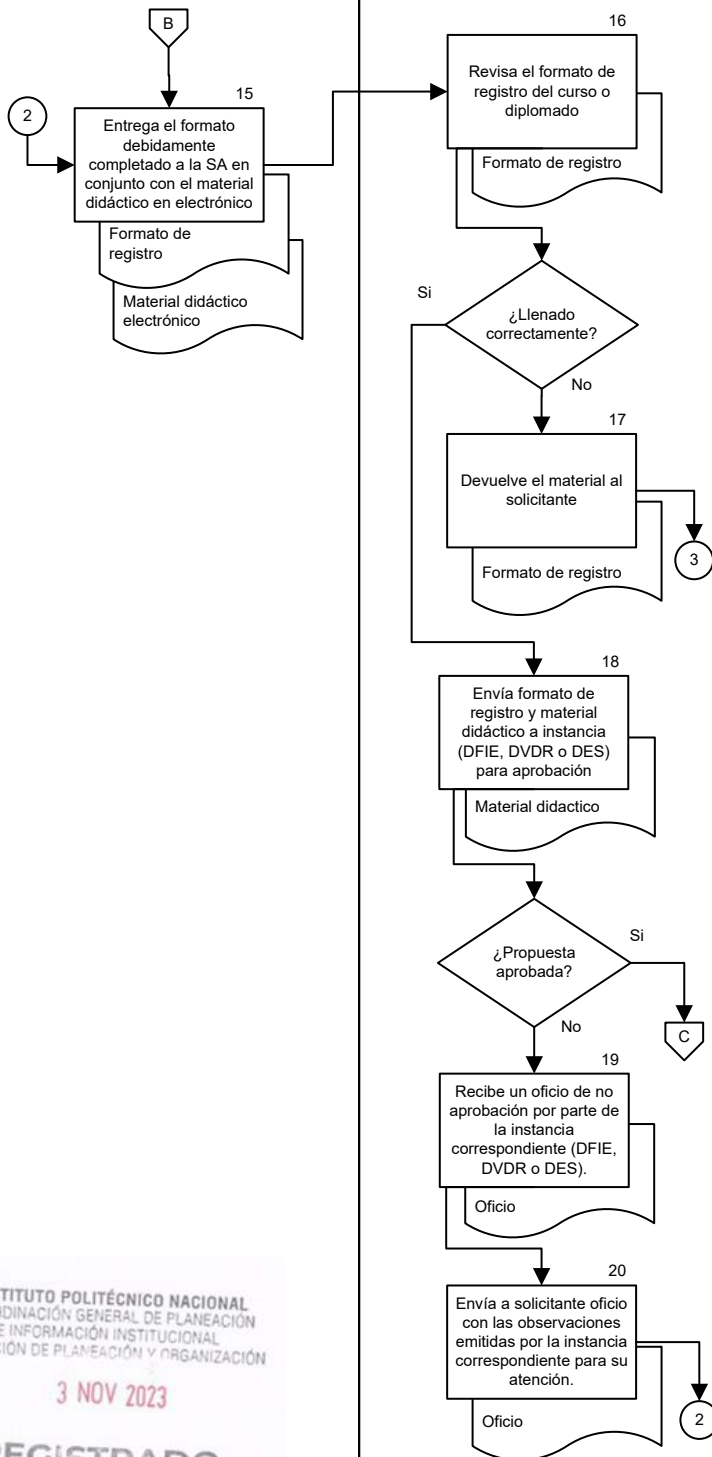 B
2
15
Entrega el formato
debidamente
completado a la SA en
conjunto con el material
didáctico en electrónico
Formato de
registro
Material didáctico
electrónico
16
Revisa el formato de
registro del curso o
diplomado
Formato de registro
Si
¿Llenado
correctamente?
No
17
Devuelve el material al
solicitante
Formato de registro
3
18
Envía formato de
registro y material
didáctico a instancia
(DFIE, DVDR o DES)
para aprobación
Material didactico
¿Propuesta
aprobada?
Si
C
No
19
Recibe un oficio de no
aprobación por parte de
la instancia
correspondiente (DFIE,
DVDR o DES).
Oficio
20
Envía a solicitante oficio
con las observaciones
emitidas por la instancia
correspondiente para su
atención.
Oficio
2
TITUTO POLITÉCNICO NACIONAL
DINACIÓN GENERAL DE PLANEACIÓN
E INFORMACIÓN INSTITUCIONAL
CIÓN DE PLANEACIÓN Y ORGANIZACIÓN
3 NOV 2023
EGISTRADO